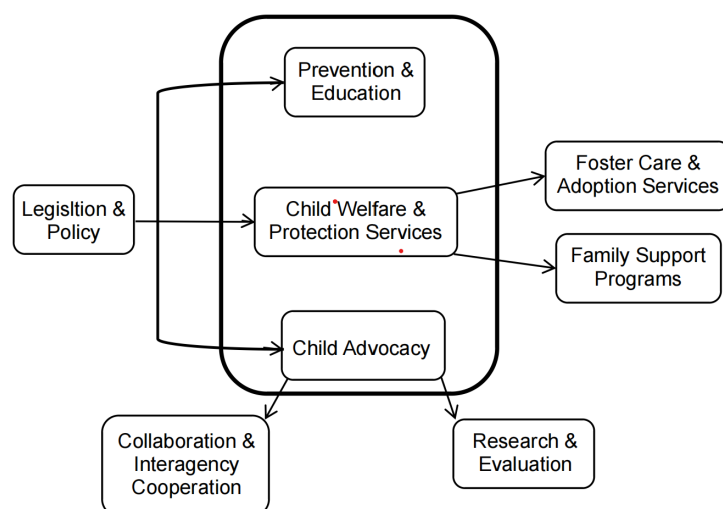 Prevention &
Education
Foster Care &
Adoption Services
Legisltion &
Policy
Child Welfare &
Protection Services
Family Support
Programs
Child Advocacy
Collaboration &
Interagency
Cooperation
Research &
Evaluation